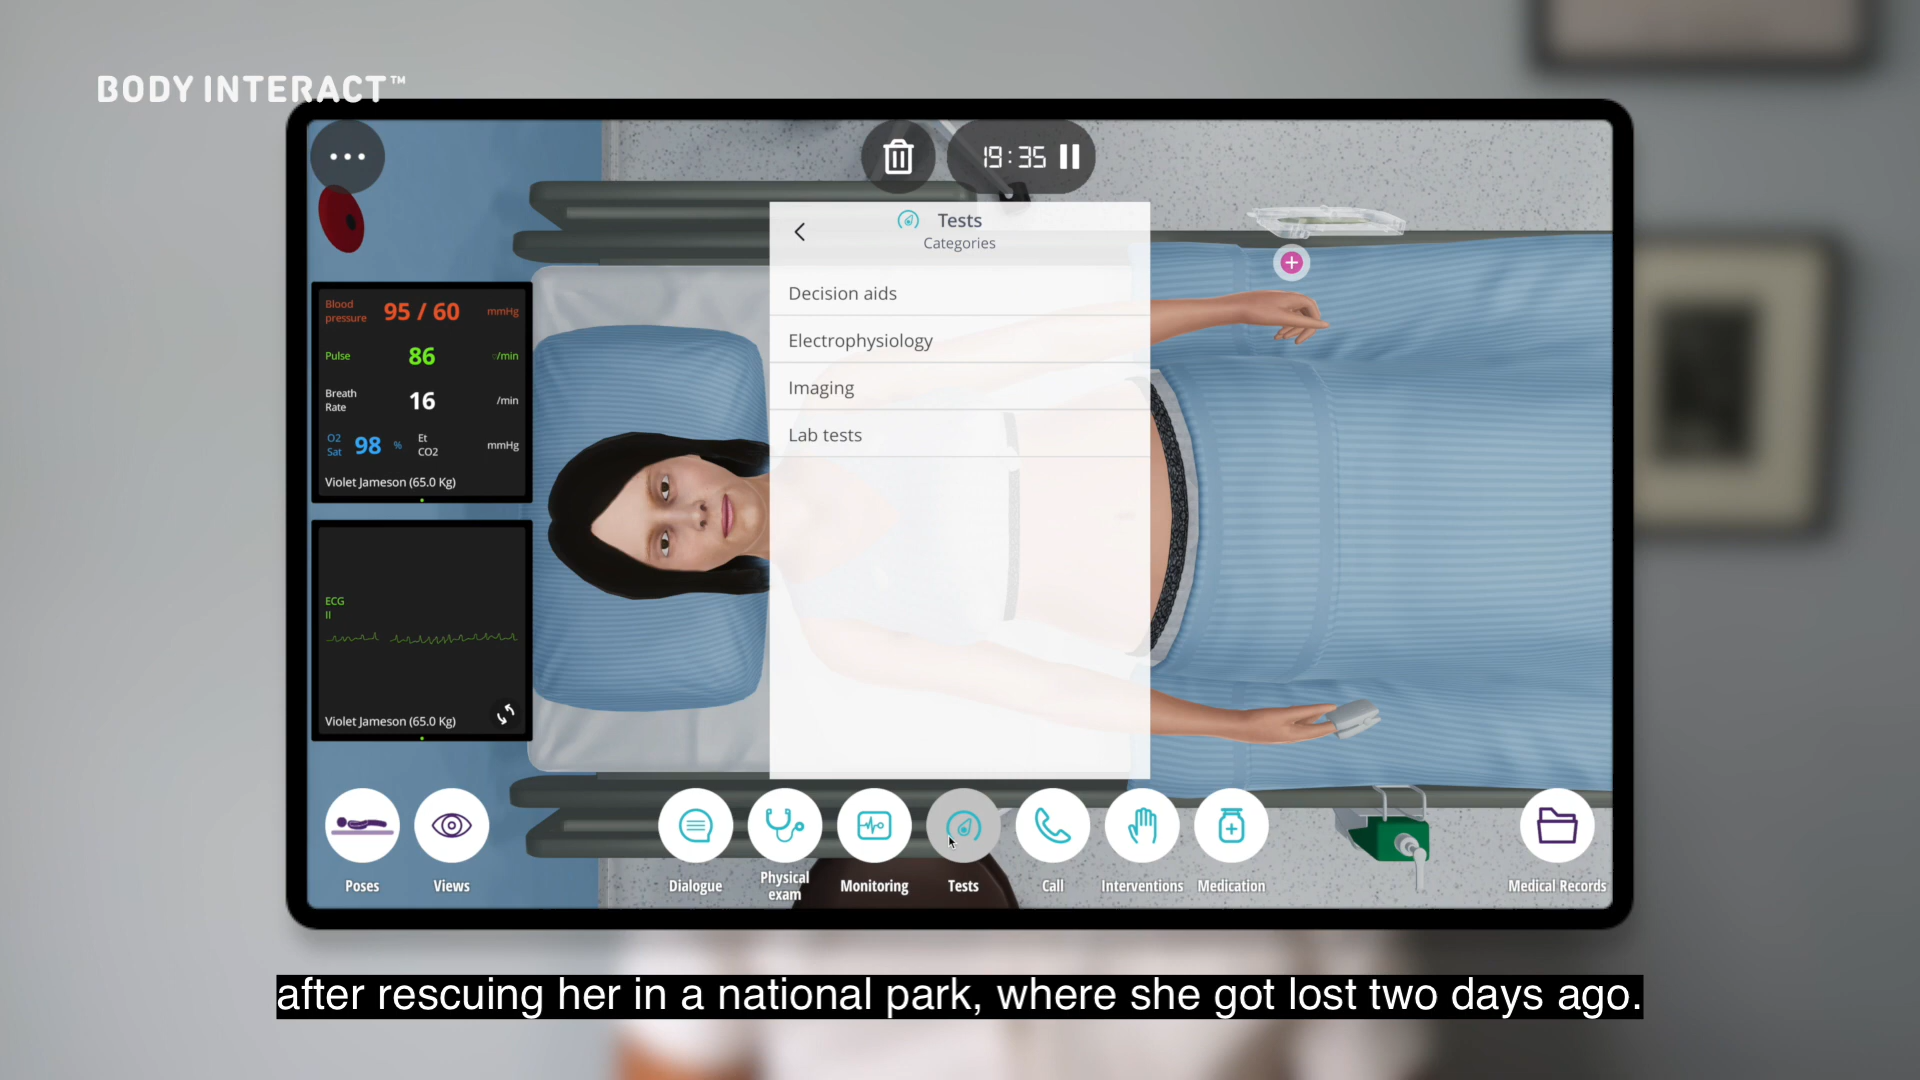 BODY INTERACT™
19:35
Tests
Categories
Decision aids
Electrophysiology
Imaging
Lab tests
Blood pressure 95 / 60 mmHg
Pulse 86 /min
Breath Rate 16 /min
O2 Sat 98 % Et CO2 mmHg
Violet Jameson (65.0 Kg)
ECG
II
Violet Jameson (65.0 Kg)
Poses
Views
Dialogue
Physical exam
Monitoring
Tests
Call
Interventions
Medication
Medical Records
after rescuing her in a national park, where she got lost two days ago.